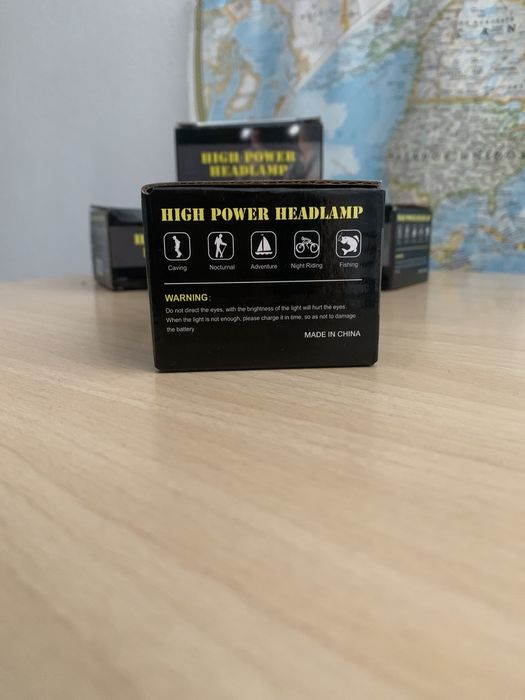 HIGH POWER
HEADLAMP
HIGH POWER HEADLAMP
Caving
Nocturnal
Adventure
Night Riding
Fishing
WARNING:
Do not direct the eyes, with the brightness of the light will hurt the eyes.
When the light is not enough, please charge it in time, so as not to damage
the battery
MADE IN CHINA